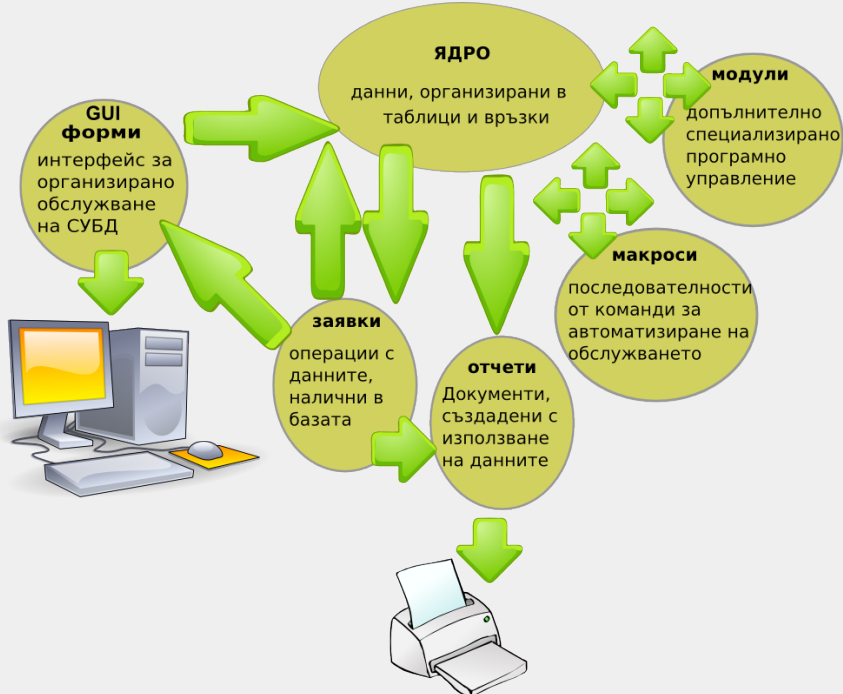 ЯДРО
данни, организирани в
таблици и връзки
модули
допълнително
специализирано
програмно
управление
GUI
форми
интерфейс за
организирано
обслужване
на СУБД
макроси
последователности
от команди за
автоматизиране на
обслужването
заявки
операции с
данните,
налични в
базата
отчети
Документи,
създадени с
използване
на данните